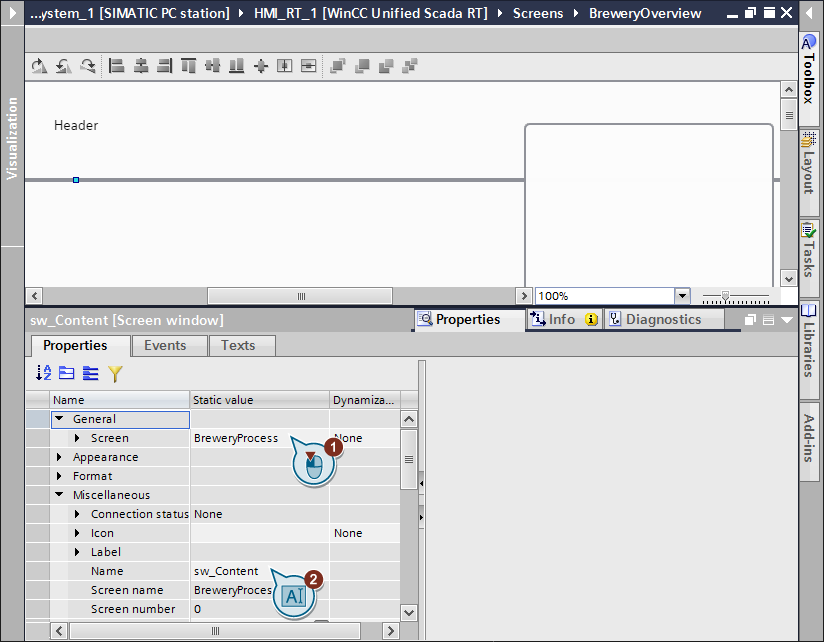 ...ystem_1 [SIMATIC PC station] HMI_RT_1 [WinCC Unified Scada RT] Screens BreweryOverview
Visualization
Toolbox
Layout
Tasks
Libraries
Add-ins
Header
100%
sw_Content [Screen window]
Properties Info Diagnostics
Properties Events Texts
Name Static value Dynamiza...
General
Screen BreweryProcess None
1
Appearance
Format
Miscellaneous
Connection status None
Icon None
Label
Name sw_Content
2
AI
Screen name BreweryProces
Screen number 0